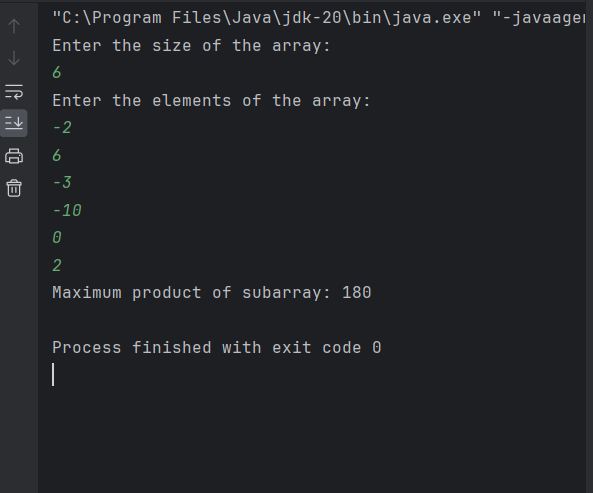 "C:\Program Files\Java\jdk-20\bin\java.exe" "-javaagen
Enter the size of the array:
6
Enter the elements of the array:
-2
6
-3
-10
0
2
Maximum product of subarray: 180
Process finished with exit code 0